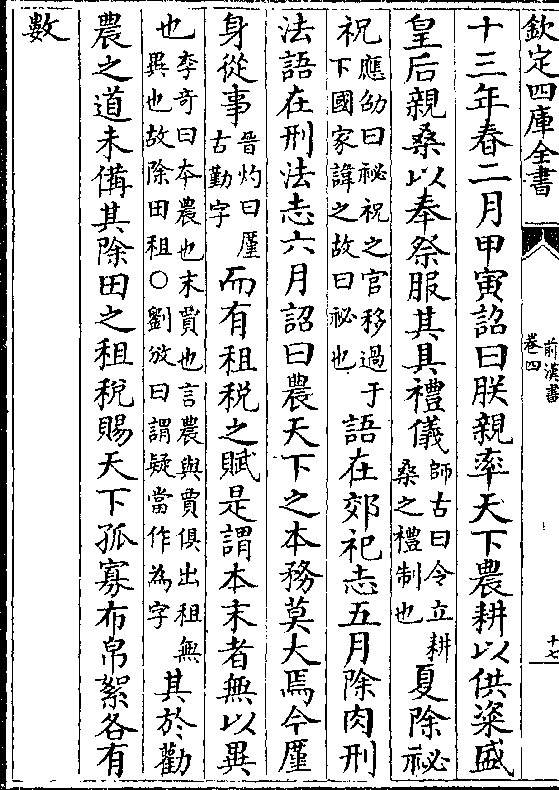 欽定四庫全書
前漢書
卷四
十七
十三年春二月甲寅詔曰朕親率天下農耕以供粢盛
皇后親桑以奉祭服其具禮儀師古曰令立耕桑之禮制也夏除祕
祝應劭曰祕祝之官移過于下國家諱之故曰祕也語在郊祀志五月除肉刑
法語在刑法志六月詔曰農天下之本務莫大焉今廑
身從事晉灼曰廑古勤字而有租稅之賦是謂本末者無以異
也李奇曰本農也末賈也言農與賈俱出租無異也故除田租○劉攽曰謂疑當作為字其於勸
農之道未備其除田之租稅賜天下孤寡布帛絮各有
數